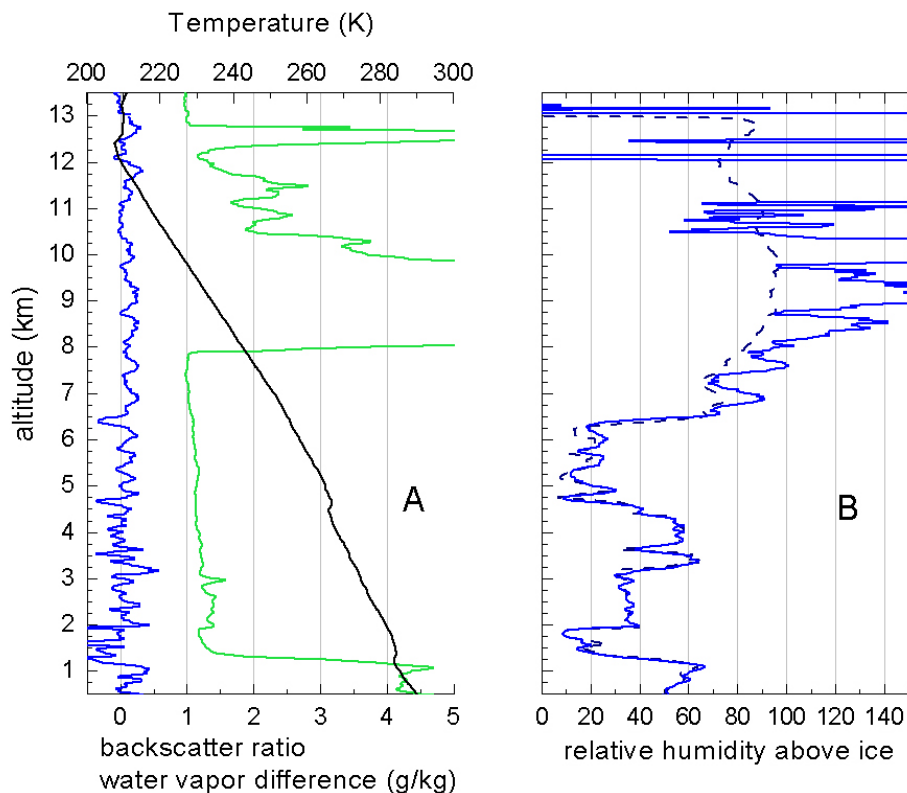 Temperature (K)
200 220 240 260 280 300
13
12
11
10
9
8
7
6
5
4
3
2
1
altitude (km)
A
0 1 2 3 4 5
backscatter ratio
water vapor difference (g/kg)
B
0 20 40 60 80 100 120 140
relative humidity above ice